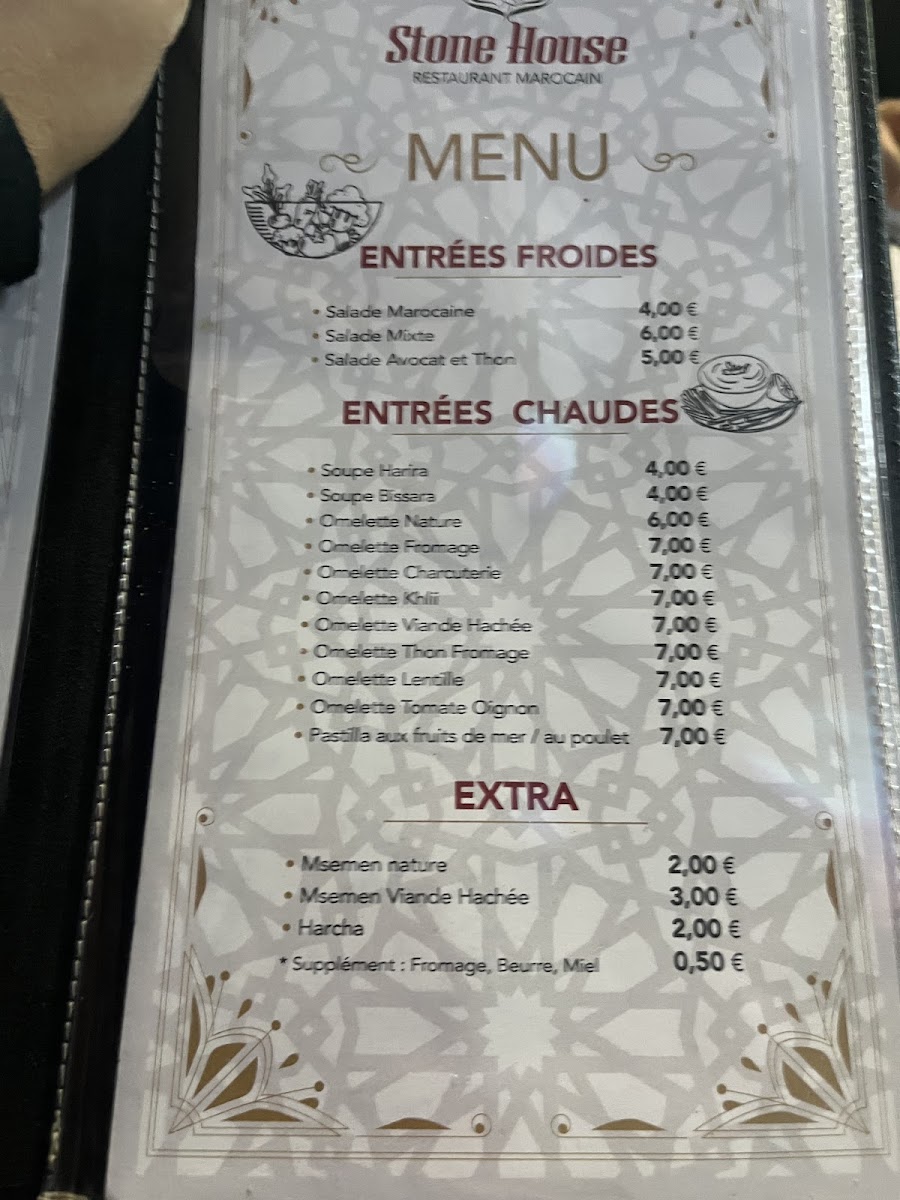 Stone House
RESTAURANT MAROCAIN
MENU
ENTRÉES FROIDES
• Salade Marocaine 4,00 €
• Salade Mixte 6,00 €
• Salade Avocat et Thon 5,00 €
ENTRÉES CHAUDES
• Soupe Harira 4,00 €
• Soupe Bissara 4,00 €
• Omelette Nature 6,00 €
• Omelette Fromage 7,00 €
• Omelette Charcuterie 7,00 €
• Omelette Khlii 7,00 €
• Omelette Viande Hachée 7,00 €
• Omelette Thon Fromage 7,00 €
• Omelette Lentille 7,00 €
• Omelette Tomate Oignon 7,00 €
• Pastilla aux fruits de mer / au poulet 7,00 €
EXTRA
• Msemen nature 2,00 €
• Msemen Viande Hachée 3,00 €
• Harcha 2,00 €
* Supplément : Fromage, Beurre, Miel 0,50 €